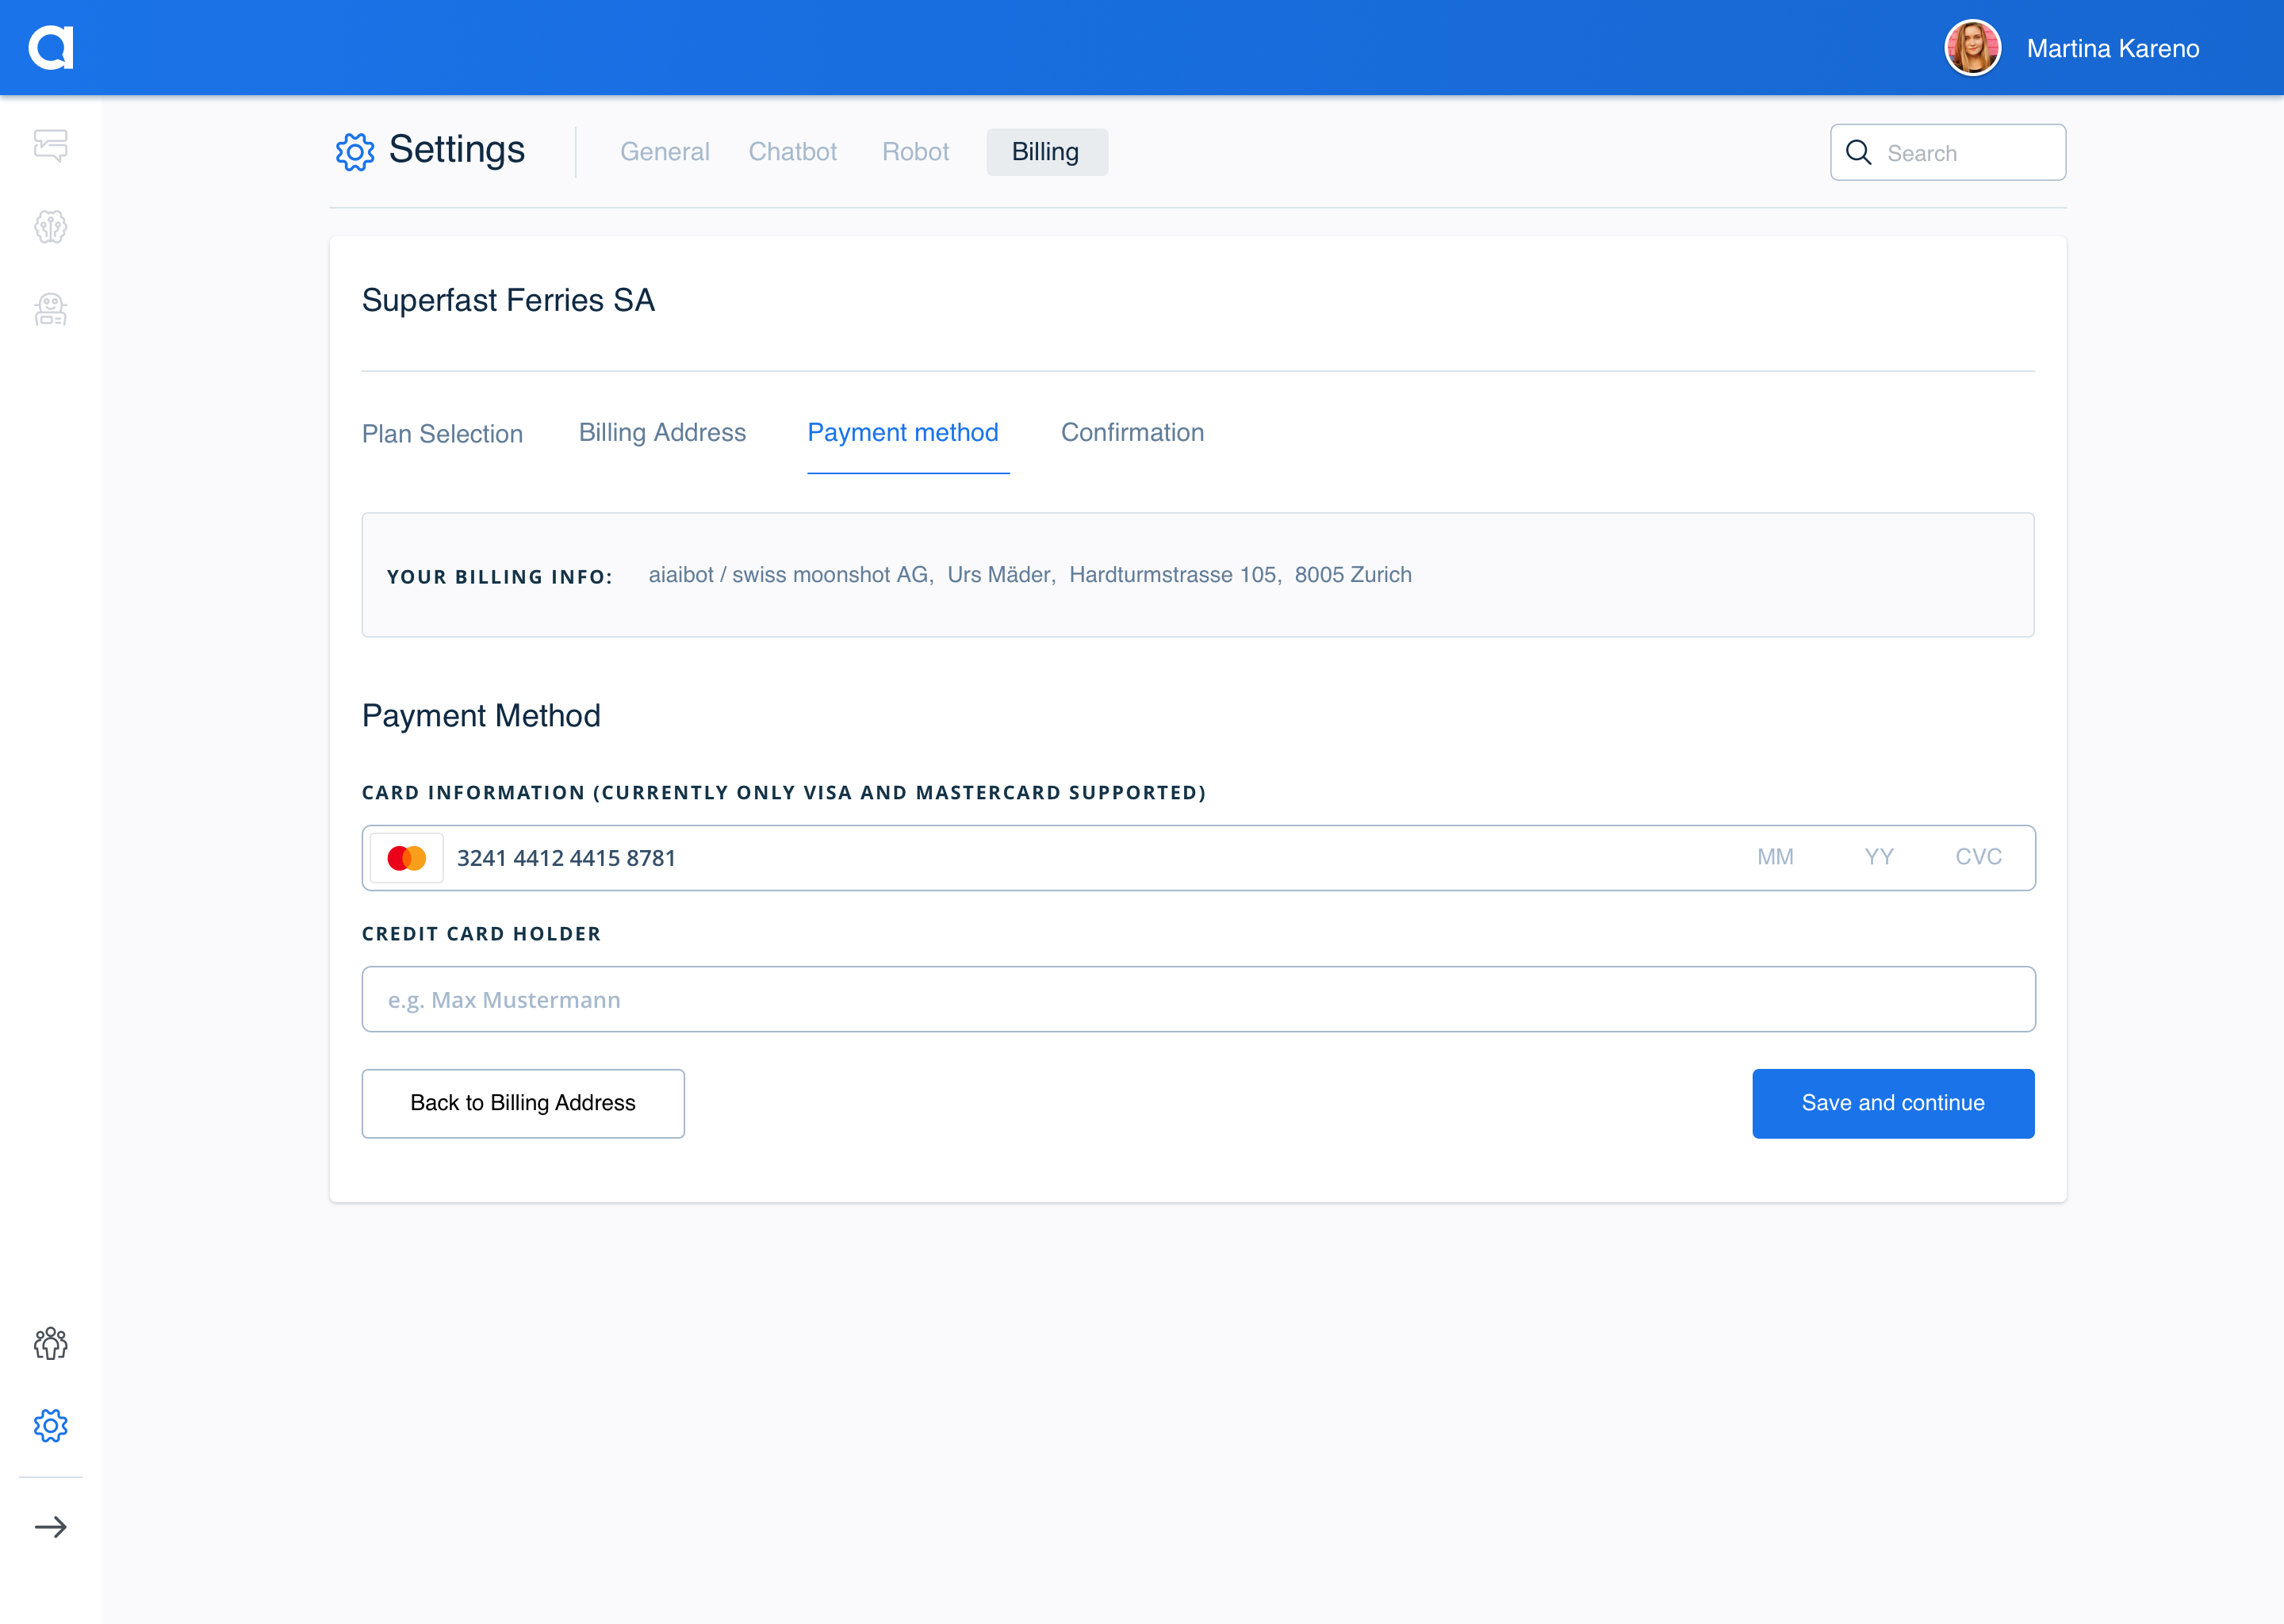 Martina Kareno
Settings General Chatbot Robot Billing Search
Superfast Ferries SA
Plan Selection Billing Address Payment method Confirmation
YOUR BILLING INFO: aiaibot / swiss moonshot AG, Urs Mäder, Hardturmstrasse 105, 8005 Zurich
Payment Method
CARD INFORMATION (CURRENTLY ONLY VISA AND MASTERCARD SUPPORTED)
3241 4412 4415 8781 MM YY CVC
CREDIT CARD HOLDER
e.g. Max Mustermann
Back to Billing Address Save and continue